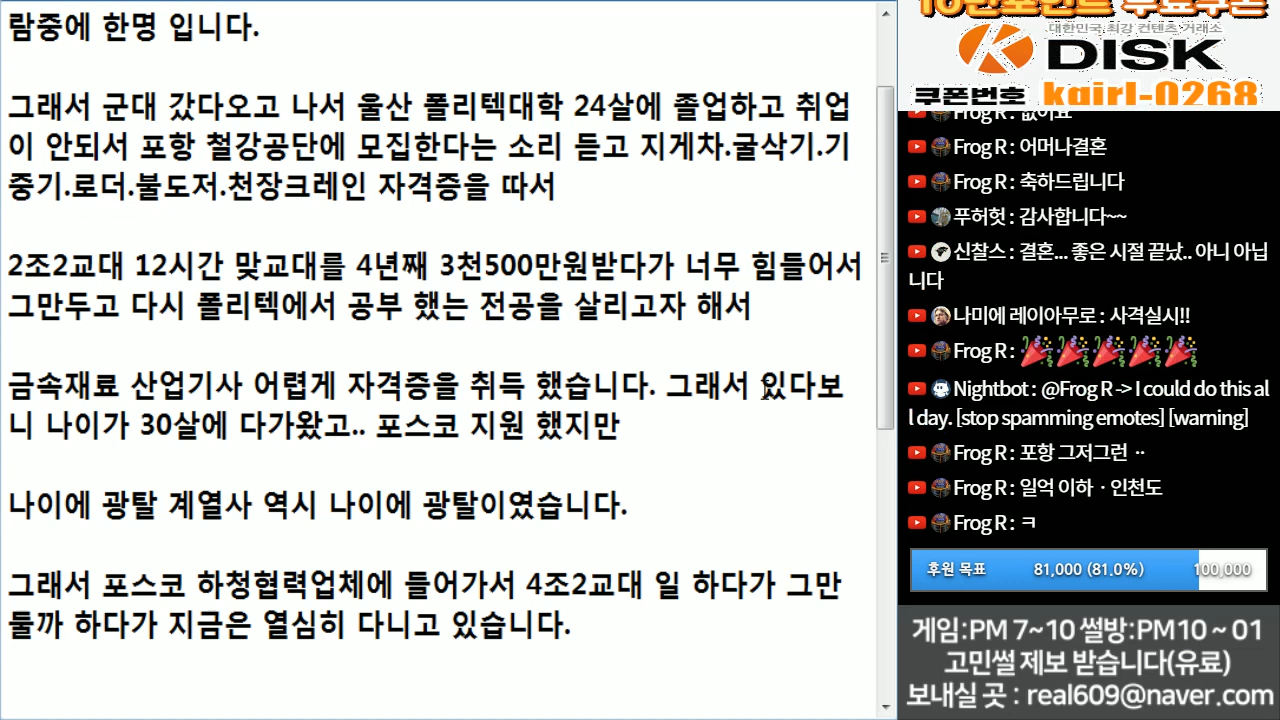 람중에 한명 입니다.
그래서 군대 갔다오고 나서 울산 폴리텍대학 24살에 졸업하고 취업
이 안되서 포항 철강공단에 모집한다는 소리 듣고 지게차.굴삭기.기
중기.로더.불도저.천장크레인 자격증을 따서
2조2교대 12시간 맞교대를 4년째 3천500만원받다가 너무 힘들어서
그만두고 다시 폴리텍에서 공부 했는 전공을 살리고자 해서
금속재료 산업기사 어렵게 자격증을 취득 했습니다. 그래서 있다보
니 나이가 30살에 다가왔고.. 포스코 지원 했지만
나이에 광탈 계열사 역시 나이에 광탈이였습니다.
그래서 포스코 하청협력업체에 들어가서 4조2교대 일 하다가 그만
둘까 하다가 지금은 열심히 다니고 있습니다.
10만포인트 무료쿠폰
대한민국 최강 컨텐츠 거래소
K DISK
쿠폰번호 kairl-0268
Frog R : 없어요
Frog R : 어머나결혼
Frog R : 축하드립니다
푸허헛 : 감사합니다~~
신찰스 : 결혼... 좋은 시절 끝났.. 아니 아닙
니다
나미에 레이아무로 : 사격실시!!
Frog R : 🎉🎉🎉🎉🎉
Nightbot : @Frog R -> I could do this al
l day. [stop spamming emotes] [warning]
Frog R : 포항 그저그런 ··
Frog R : 일억 이하 · 인천도
Frog R : ㅋ
후원 목표 81,000 (81.0%) 100,000
게임:PM 7~10 썰방:PM10 ~ 01
고민썰 제보 받습니다(유료)
보내실 곳 : real609@naver.com